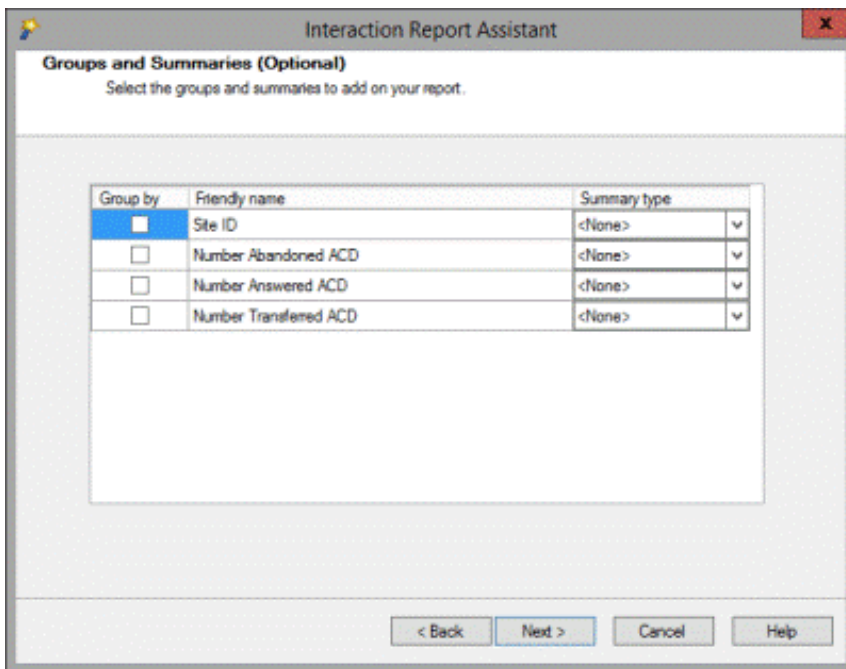 Interaction Report Assistant
x
Groups and Summaries (Optional)
Select the groups and summaries to add on your report.
Group by Friendly name Summary type
Site ID <None>
Number Abandoned ACD <None>
Number Answered ACD <None>
Number Transferred ACD <None>
< Back Next > Cancel Help